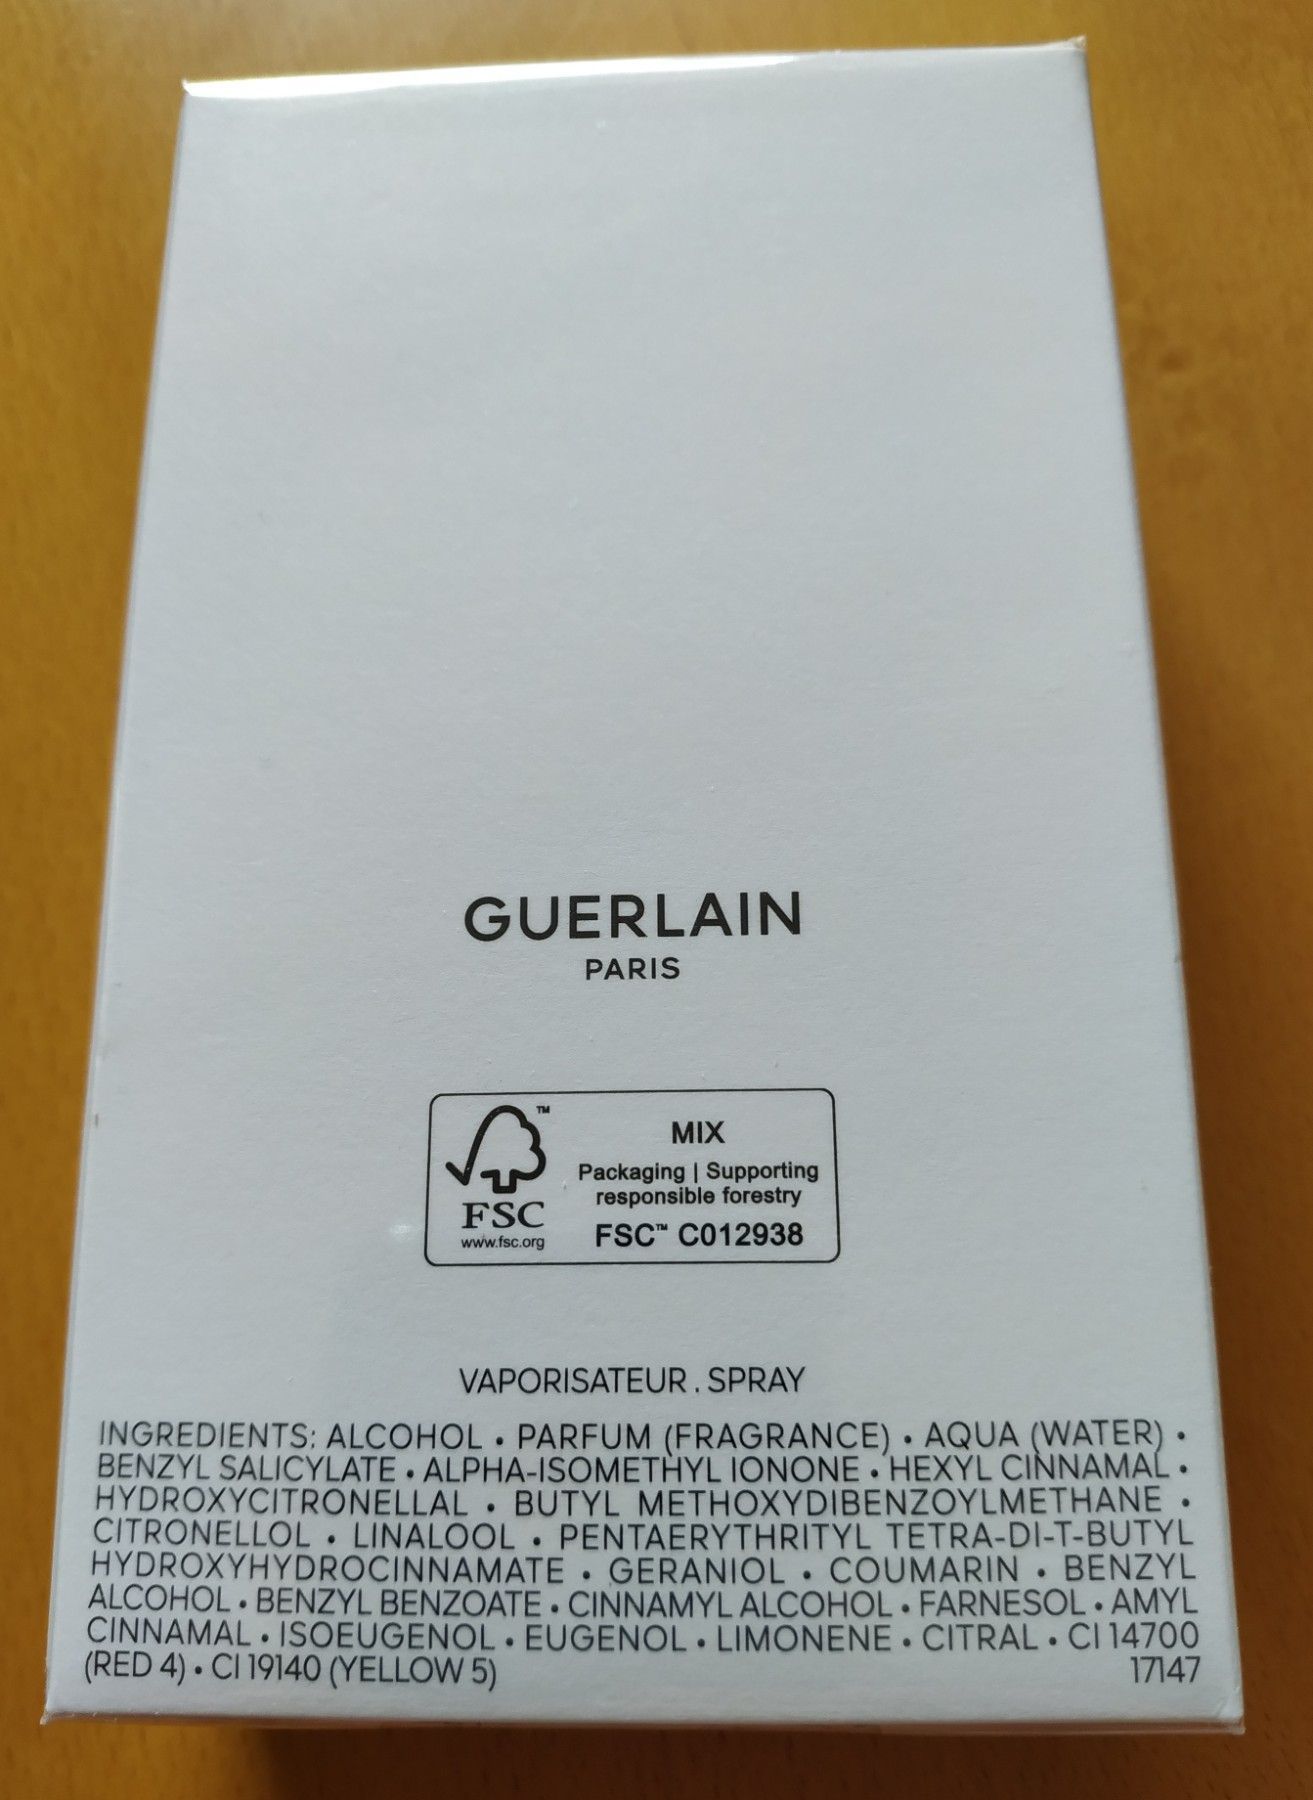 GUERLAIN
PARIS
TM
FSC
www.fsc.org
MIX
Packaging | Supporting
responsible forestry
FSC™ C012938
VAPORISATEUR . SPRAY
INGREDIENTS: ALCOHOL • PARFUM (FRAGRANCE) • AQUA (WATER) •
BENZYL SALICYLATE • ALPHA-ISOMETHYL IONONE • HEXYL CINNAMAL •
HYDROXYCITRONELLAL • BUTYL METHOXYDIBENZOYLMETHANE •
CITRONELLOL • LINALOOL • PENTAERYTHRITYL TETRA-DI-T-BUTYL
HYDROXYHYDROCINNAMATE • GERANIOL • COUMARIN • BENZYL
ALCOHOL • BENZYL BENZOATE • CINNAMYL ALCOHOL • FARNESOL • AMYL
CINNAMAL • ISOEUGENOL • EUGENOL • LIMONENE • CITRAL • CI 14700
(RED 4) • CI 19140 (YELLOW 5) 17147